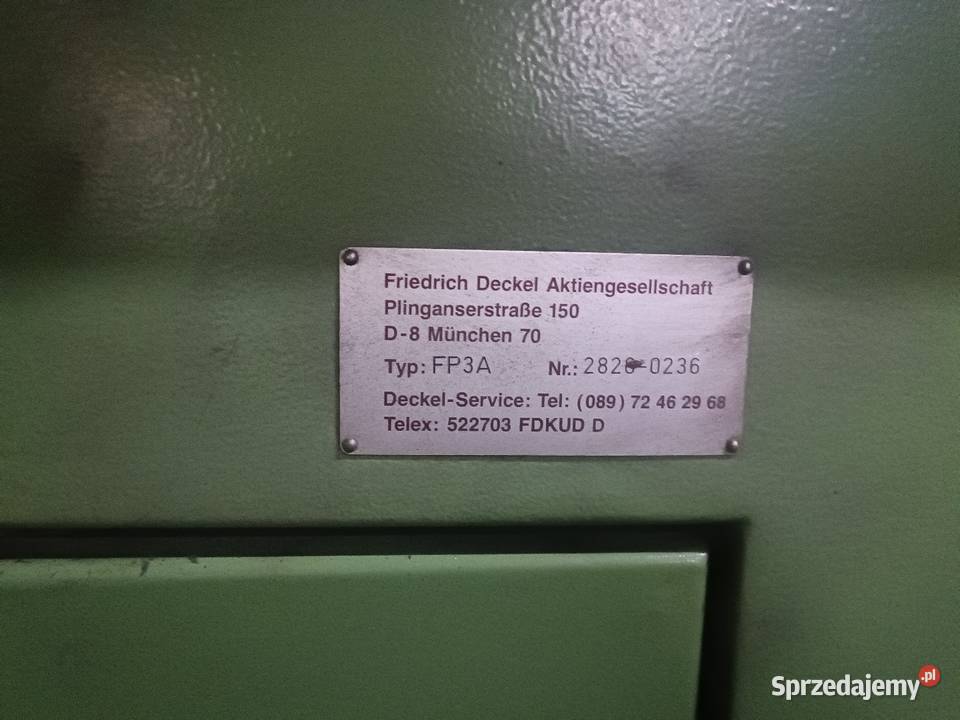 Friedrich Deckel Aktiengesellschaft
Plinganserstraße 150
D-8 München 70
Typ: FP3A Nr.: 2826-0236
Deckel-Service: Tel: (089) 72 46 29 68
Telex: 522703 FDKUD D
Sprzedajemy.pl